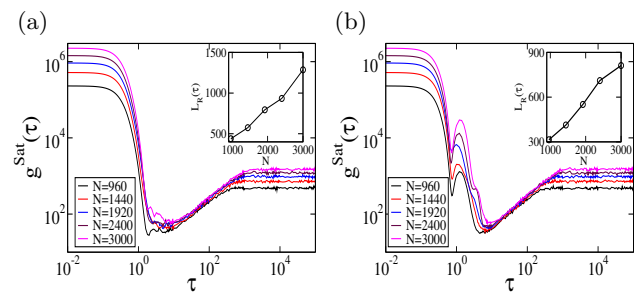 (a)
g^Sat(τ)
10^6
10^4
10^2
10^-2 10^0 10^2 10^4
τ
N=960
N=1440
N=1920
N=2400
N=3000
L_R(τ)
1000
500
1000 2000 3000
N
(b)
g^Sat(τ)
10^6
10^4
10^2
10^-2 10^0 10^2 10^4
τ
N=960
N=1440
N=1920
N=2400
N=3000
L_R(τ)
900
600
300
1000 2000 3000
N